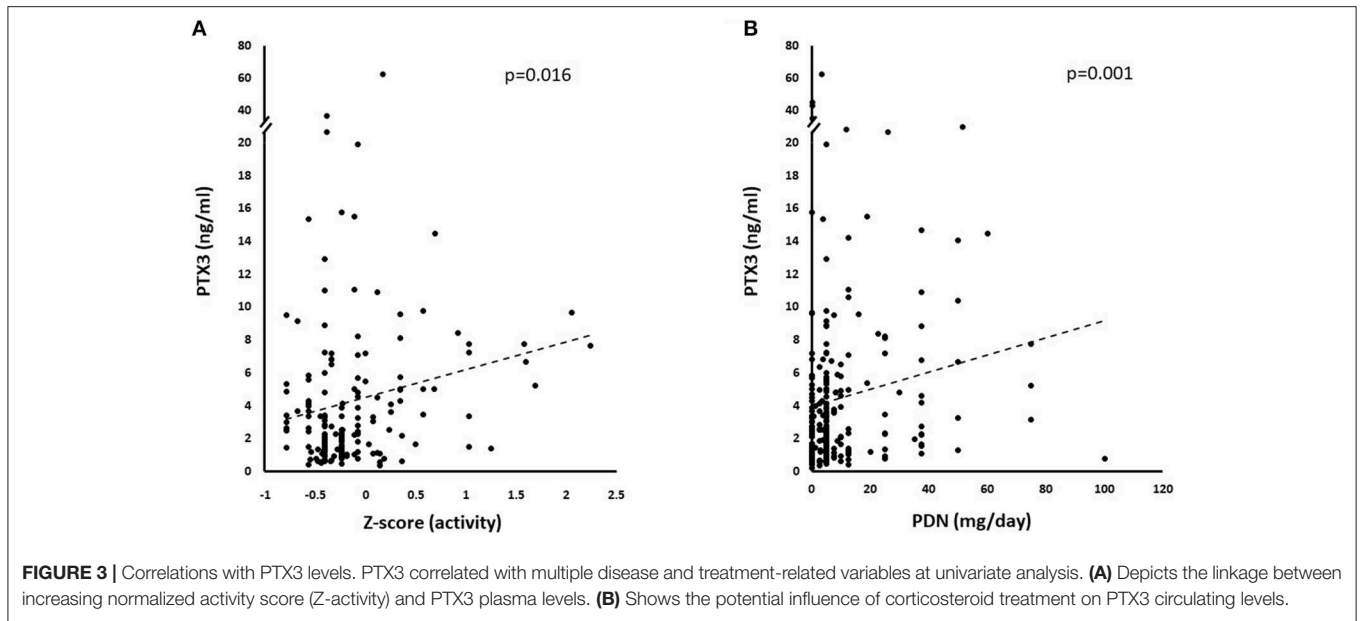 A
80
60
40
20
18
16
14
12
10
8
6
4
2
0
PTX3 (ng/ml)
p=0.016
-1 -0.5 0 0.5 1 1.5 2 2.5
Z-score (activity)
B
80
60
40
20
18
16
14
12
10
8
6
4
2
0
PTX3 (ng/ml)
p=0.001
0 20 40 60 80 100 120
PDN (mg/day)
FIGURE 3 | Correlations with PTX3 levels. PTX3 correlated with multiple disease and treatment-related variables at univariate analysis. (A) Depicts the linkage between
increasing normalized activity score (Z-activity) and PTX3 plasma levels. (B) Shows the potential influence of corticosteroid treatment on PTX3 circulating levels.